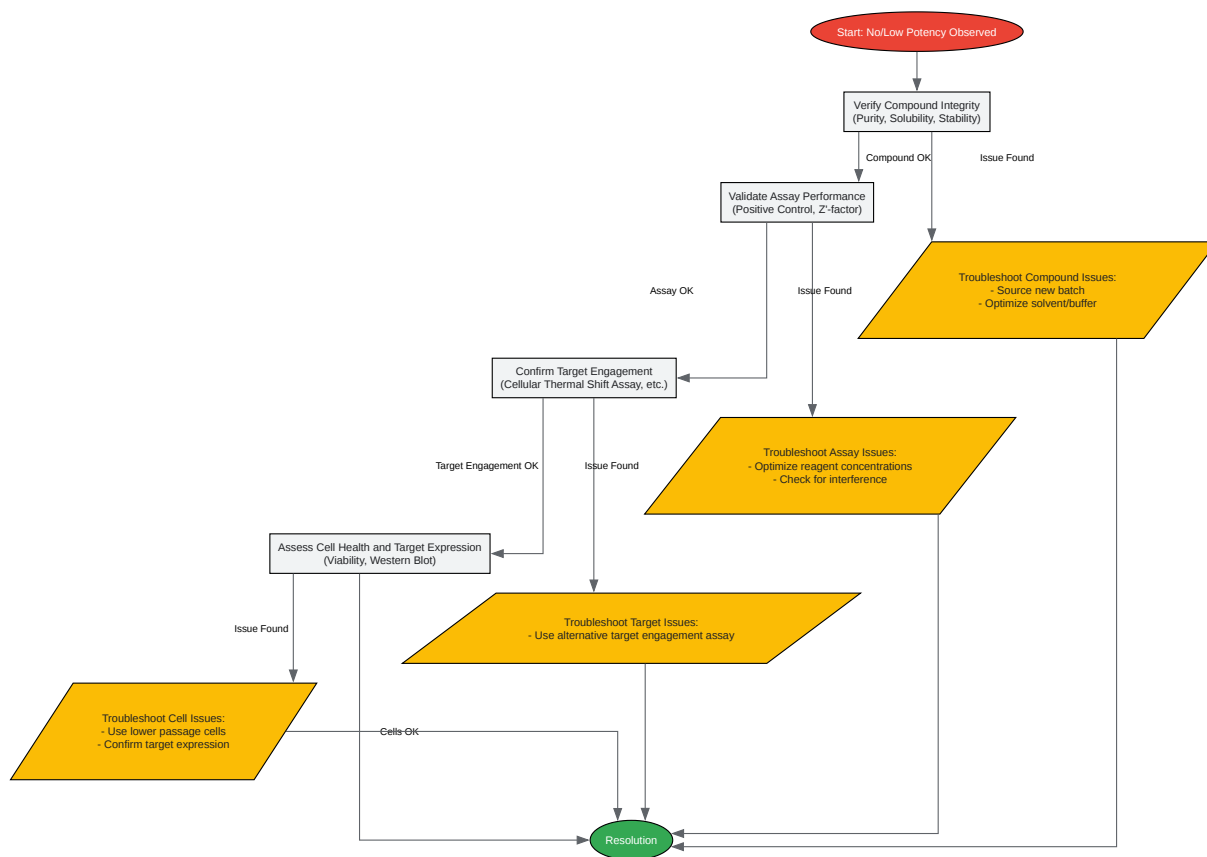 Start: No/Low Potency Observed
Verify Compound Integrity
(Purity, Solubility, Stability)
Compound OK
Issue Found
Validate Assay Performance
(Positive Control, Z'-factor)
Troubleshoot Compound Issues:
- Source new batch
- Optimize solvent/buffer
Assay OK
Issue Found
Confirm Target Engagement
(Cellular Thermal Shift Assay, etc.)
Troubleshoot Assay Issues:
- Optimize reagent concentrations
- Check for interference
Target Engagement OK
Issue Found
Assess Cell Health and Target Expression
(Viability, Western Blot)
Troubleshoot Target Issues:
- Use alternative target engagement assay
Issue Found
Troubleshoot Cell Issues:
- Use lower passage cells
- Confirm target expression
Cells OK
Resolution